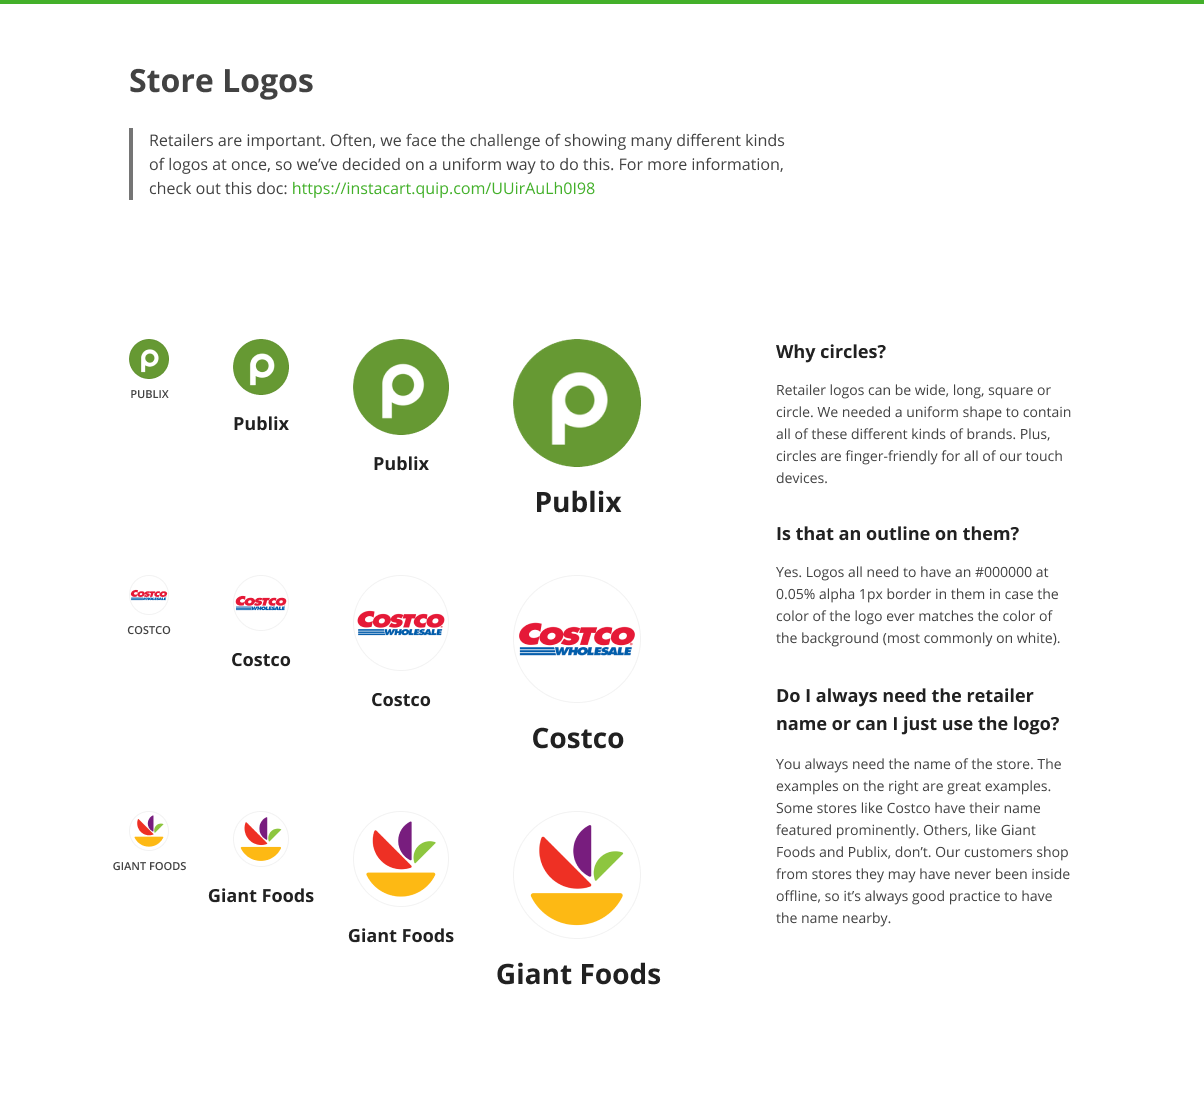 Store Logos
Retailers are important. Often, we face the challenge of showing many different kinds
of logos at once, so we’ve decided on a uniform way to do this. For more information,
check out this doc: https://instacart.quip.com/UUirAuLh0I98
p
PUBLIX
p
Publix
p
Publix
p
Publix
COSTCO
WHOLESALE
COSTCO
COSTCO
WHOLESALE
Costco
COSTCO
WHOLESALE
Costco
COSTCO
WHOLESALE
Costco
GIANT FOODS
Giant Foods
Giant Foods
Giant Foods
Why circles?
Retailer logos can be wide, long, square or
circle. We needed a uniform shape to contain
all of these different kinds of brands. Plus,
circles are finger-friendly for all of our touch
devices.
Is that an outline on them?
Yes. Logos all need to have an #000000 at
0.05% alpha 1px border in them in case the
color of the logo ever matches the color of
the background (most commonly on white).
Do I always need the retailer
name or can I just use the logo?
You always need the name of the store. The
examples on the right are great examples.
Some stores like Costco have their name
featured prominently. Others, like Giant
Foods and Publix, don’t. Our customers shop
from stores they may have never been inside
offline, so it’s always good practice to have
the name nearby.